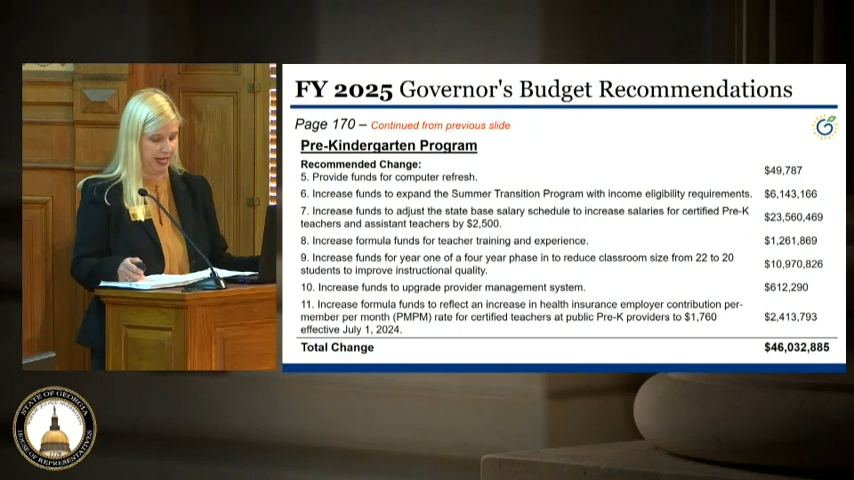 FY 2025 Governor's Budget Recommendations
Page 170 – Continued from previous slide
Pre-Kindergarten Program
Recommended Change:
5. Provide funds for computer refresh. $49,787
6. Increase funds to expand the Summer Transition Program with income eligibility requirements. $6,143,166
7. Increase funds to adjust the state base salary schedule to increase salaries for certified Pre-K
teachers and assistant teachers by $2,500. $23,560,469
8. Increase formula funds for teacher training and experience. $1,261,869
9. Increase funds for year one of a four year phase in to reduce classroom size from 22 to 20
students to improve instructional quality. $10,970,826
10. Increase funds to upgrade provider management system. $612,290
11. Increase formula funds to reflect an increase in health insurance employer contribution per-
member per month (PMPM) rate for certified teachers at public Pre-K providers to $1,760
effective July 1, 2024. $2,413,793
Total Change $46,032,885
STATE OF GEORGIA
HOUSE OF REPRESENTATIVES
1776